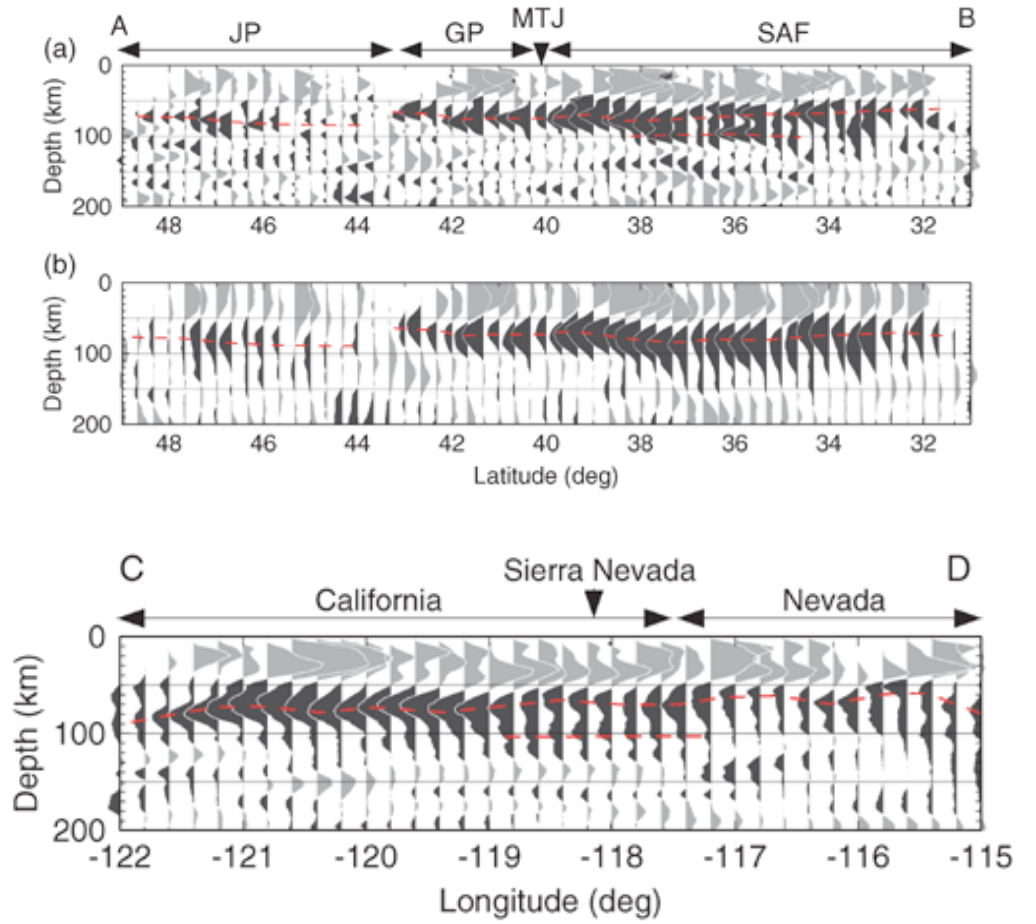 A MTJ B
(a) JP GP SAF
0
100
200
Depth (km)
48 46 44 42 40 38 36 34 32
(b)
0
100
200
Depth (km)
48 46 44 42 40 38 36 34 32
Latitude (deg)
C Sierra Nevada D
California Nevada
0
100
200
Depth (km)
-122 -121 -120 -119 -118 -117 -116 -115
Longitude (deg)